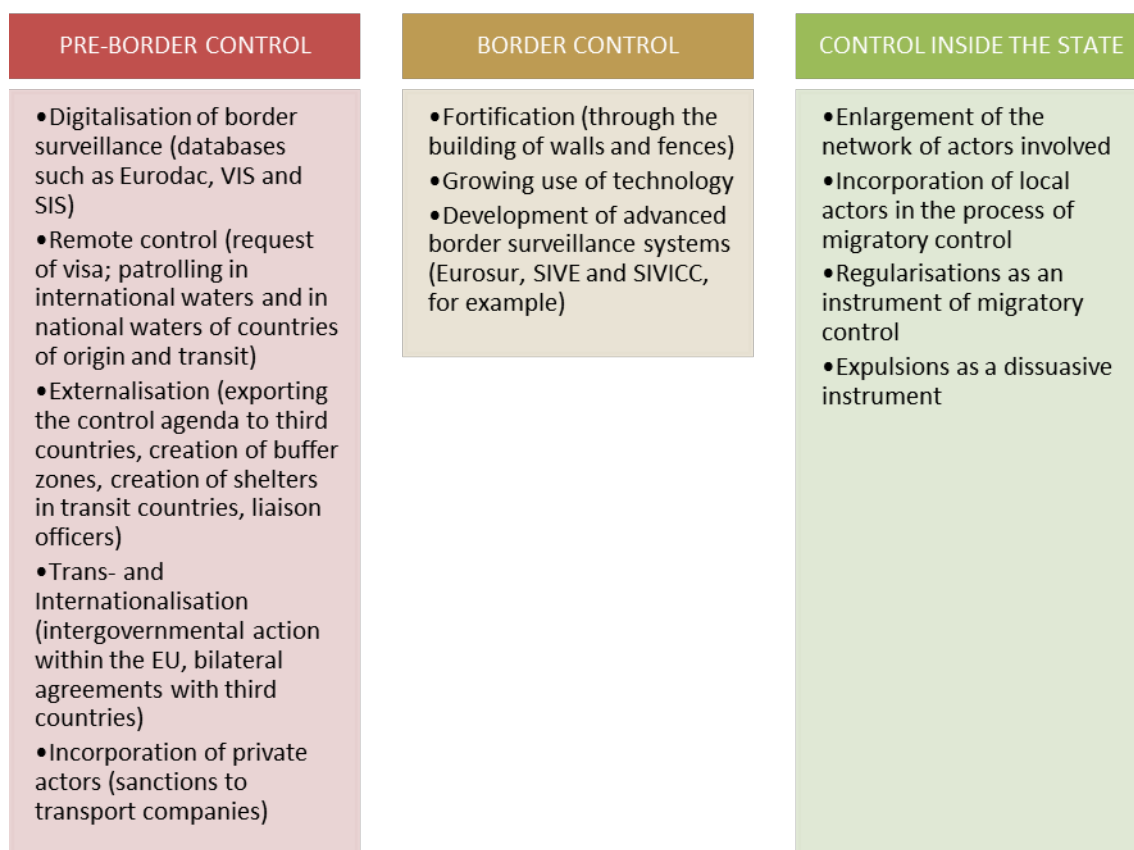 PRE-BORDER CONTROL
•Digitalisation of border
surveillance (databases
such as Eurodac, VIS and
SIS)
•Remote control (request
of visa; patrolling in
international waters and in
national waters of countries
of origin and transit)
•Externalisation (exporting
the control agenda to third
countries, creation of buffer
zones, creation of shelters
in transit countries, liaison
officers)
•Trans- and
Internationalisation
(intergovernmental action
within the EU, bilateral
agreements with third
countries)
•Incorporation of private
actors (sanctions to
transport companies)
BORDER CONTROL
•Fortification (through the
building of walls and fences)
•Growing use of technology
•Development of advanced
border surveillance systems
(Eurosur, SIVE and SIVICC,
for example)
CONTROL INSIDE THE STATE
•Enlargement of the
network of actors involved
•Incorporation of local
actors in the process of
migratory control
•Regularisations as an
instrument of migratory
control
•Expulsions as a dissuasive
instrument